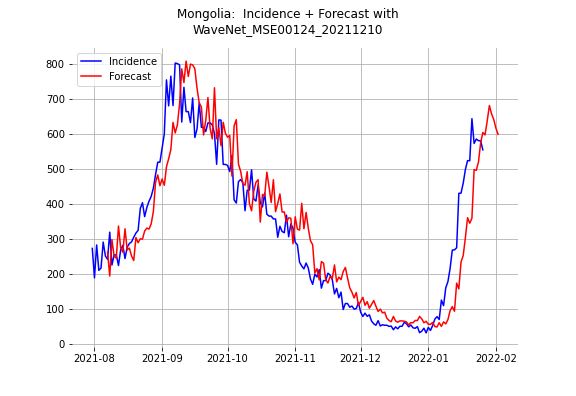 Mongolia:  Incidence + Forecast with
WaveNet_MSE00124_20211210
Incidence
Forecast
800
700
600
500
400
300
200
100
0
2021-08 2021-09 2021-10 2021-11 2021-12 2022-01 2022-02